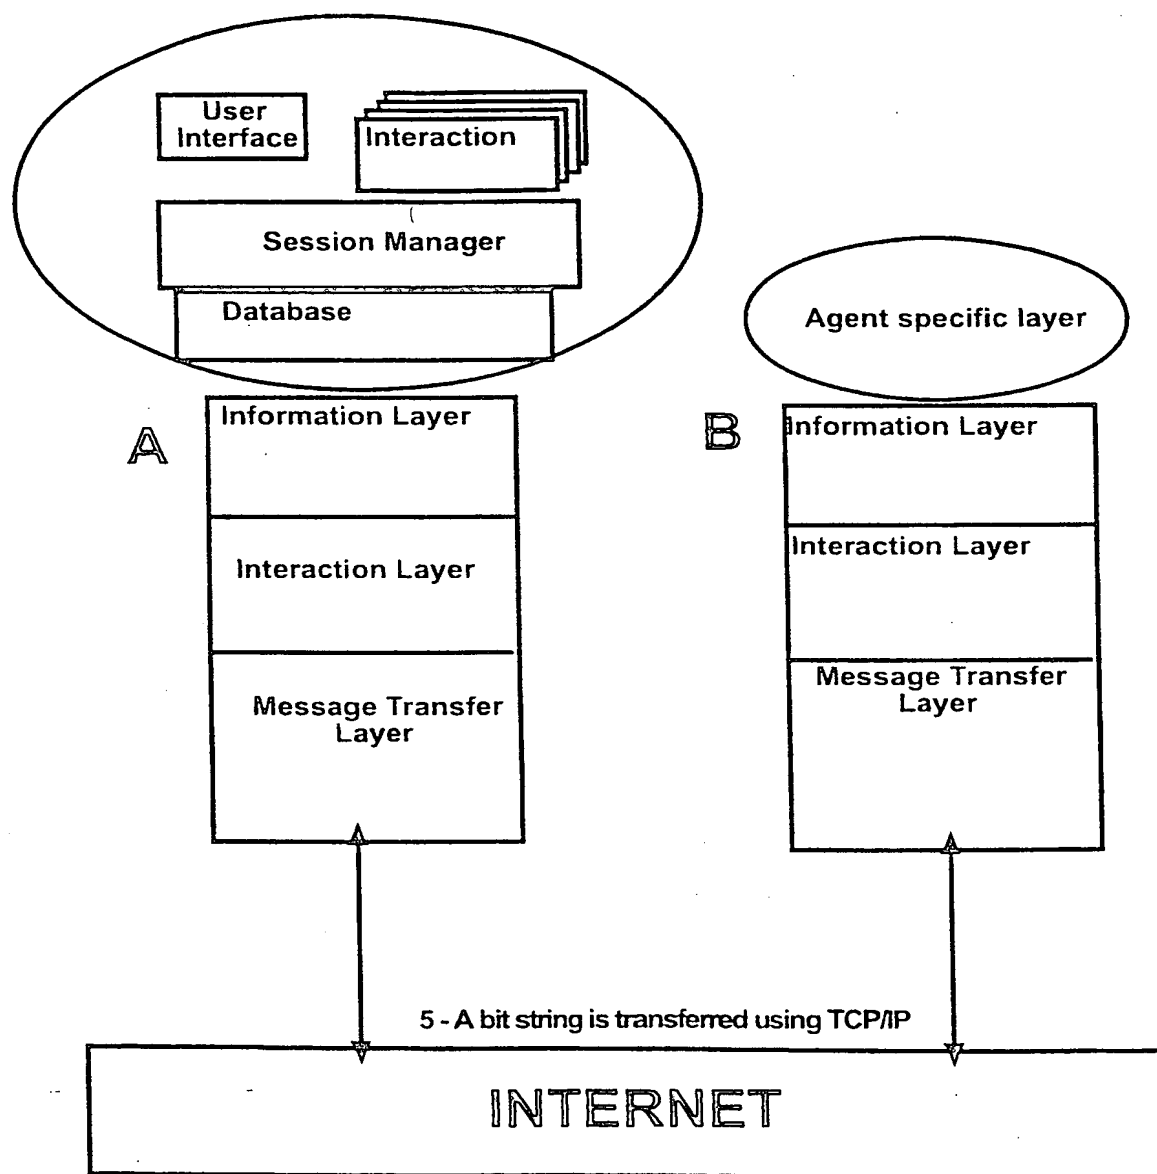 User
Interface
Interaction
Session Manager
Database
Agent specific layer
A
Information Layer
Interaction Layer
Message Transfer
Layer
B
Information Layer
Interaction Layer
Message Transfer
Layer
5 - A bit string is transferred using TCP/IP
INTERNET